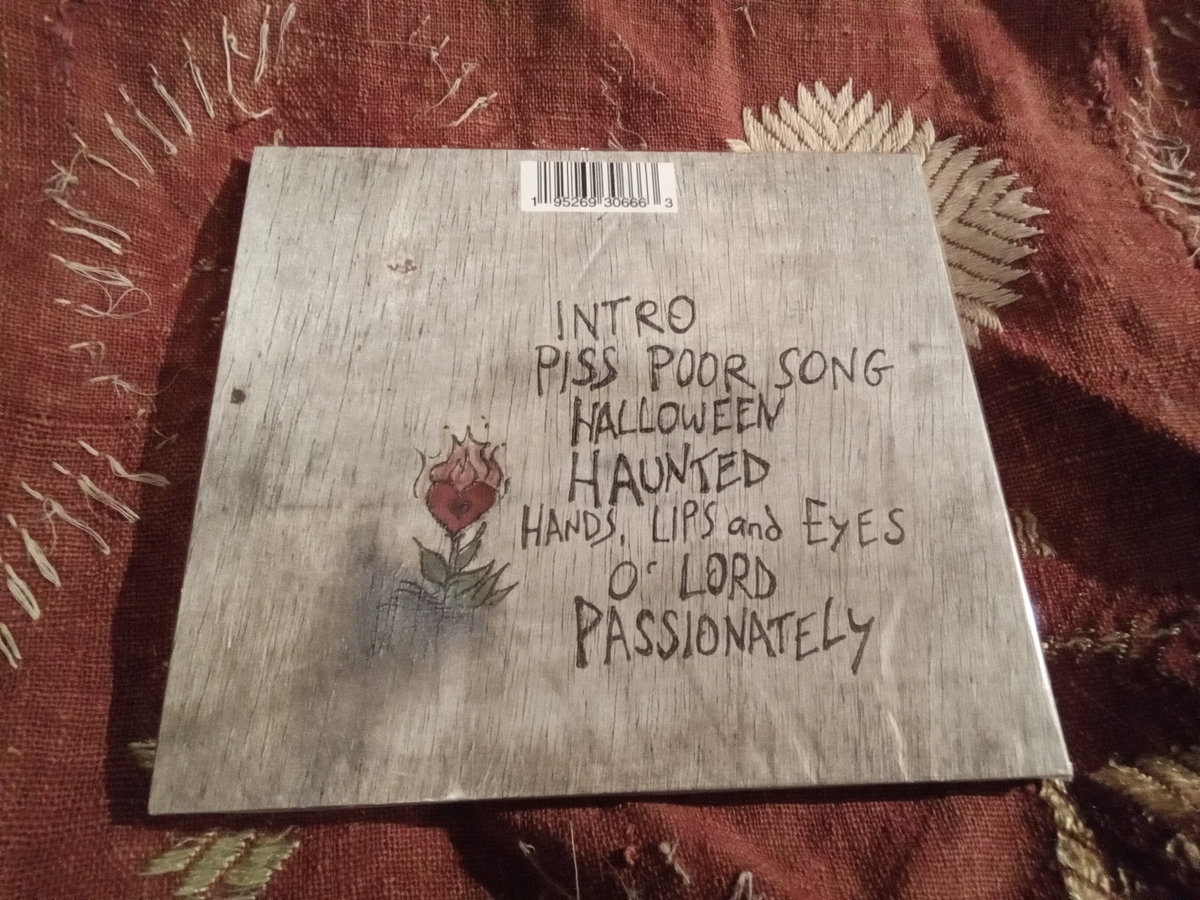 1 95269 30666 3
INTRO
PISS POOR SONG
HALLOWEEN
HAUNTED
HANDS, LIPS and EyES
O' LORD
PASSIONATELY